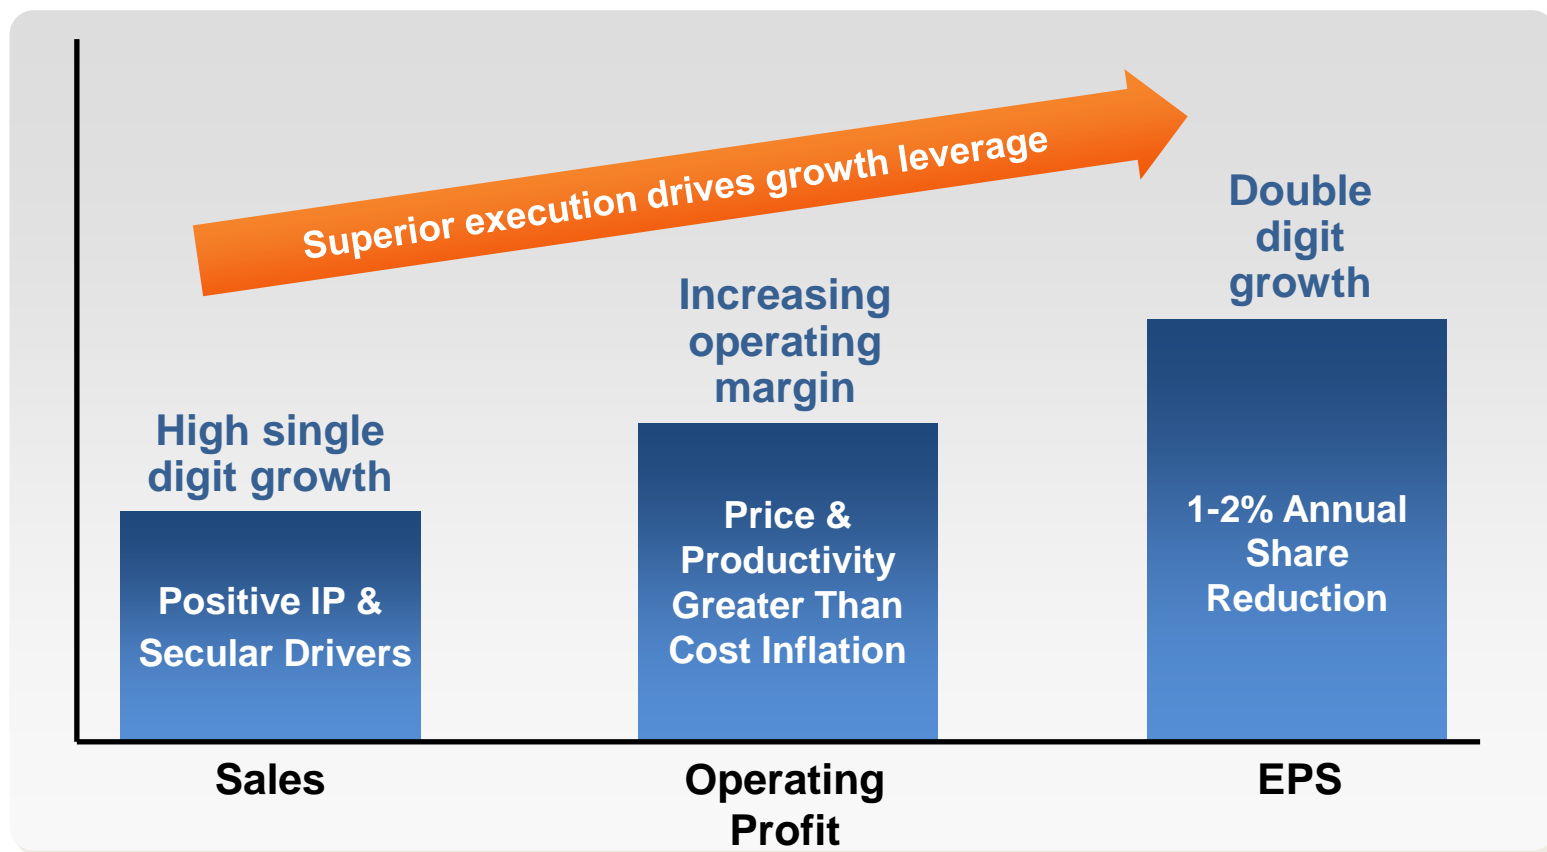 Superior execution drives growth leverage
High single
digit growth
Positive IP &
Secular Drivers
Sales
Increasing
operating
margin
Price &
Productivity
Greater Than
Cost Inflation
Operating
Profit
Double
digit
growth
1-2% Annual
Share
Reduction
EPS